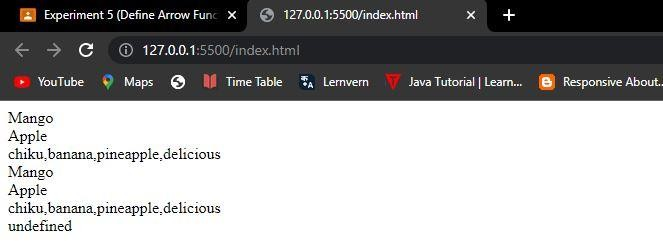 Experiment 5 (Define Arrow Func
127.0.0.1:5500/index.html
127.0.0.1:5500/index.html
YouTube
Maps
Time Table
Lernvern
Java Tutorial | Learn...
Responsive About..
Mango
Apple
chiku,banana,pineapple,delicious
Mango
Apple
chiku,banana,pineapple,delicious
undefined